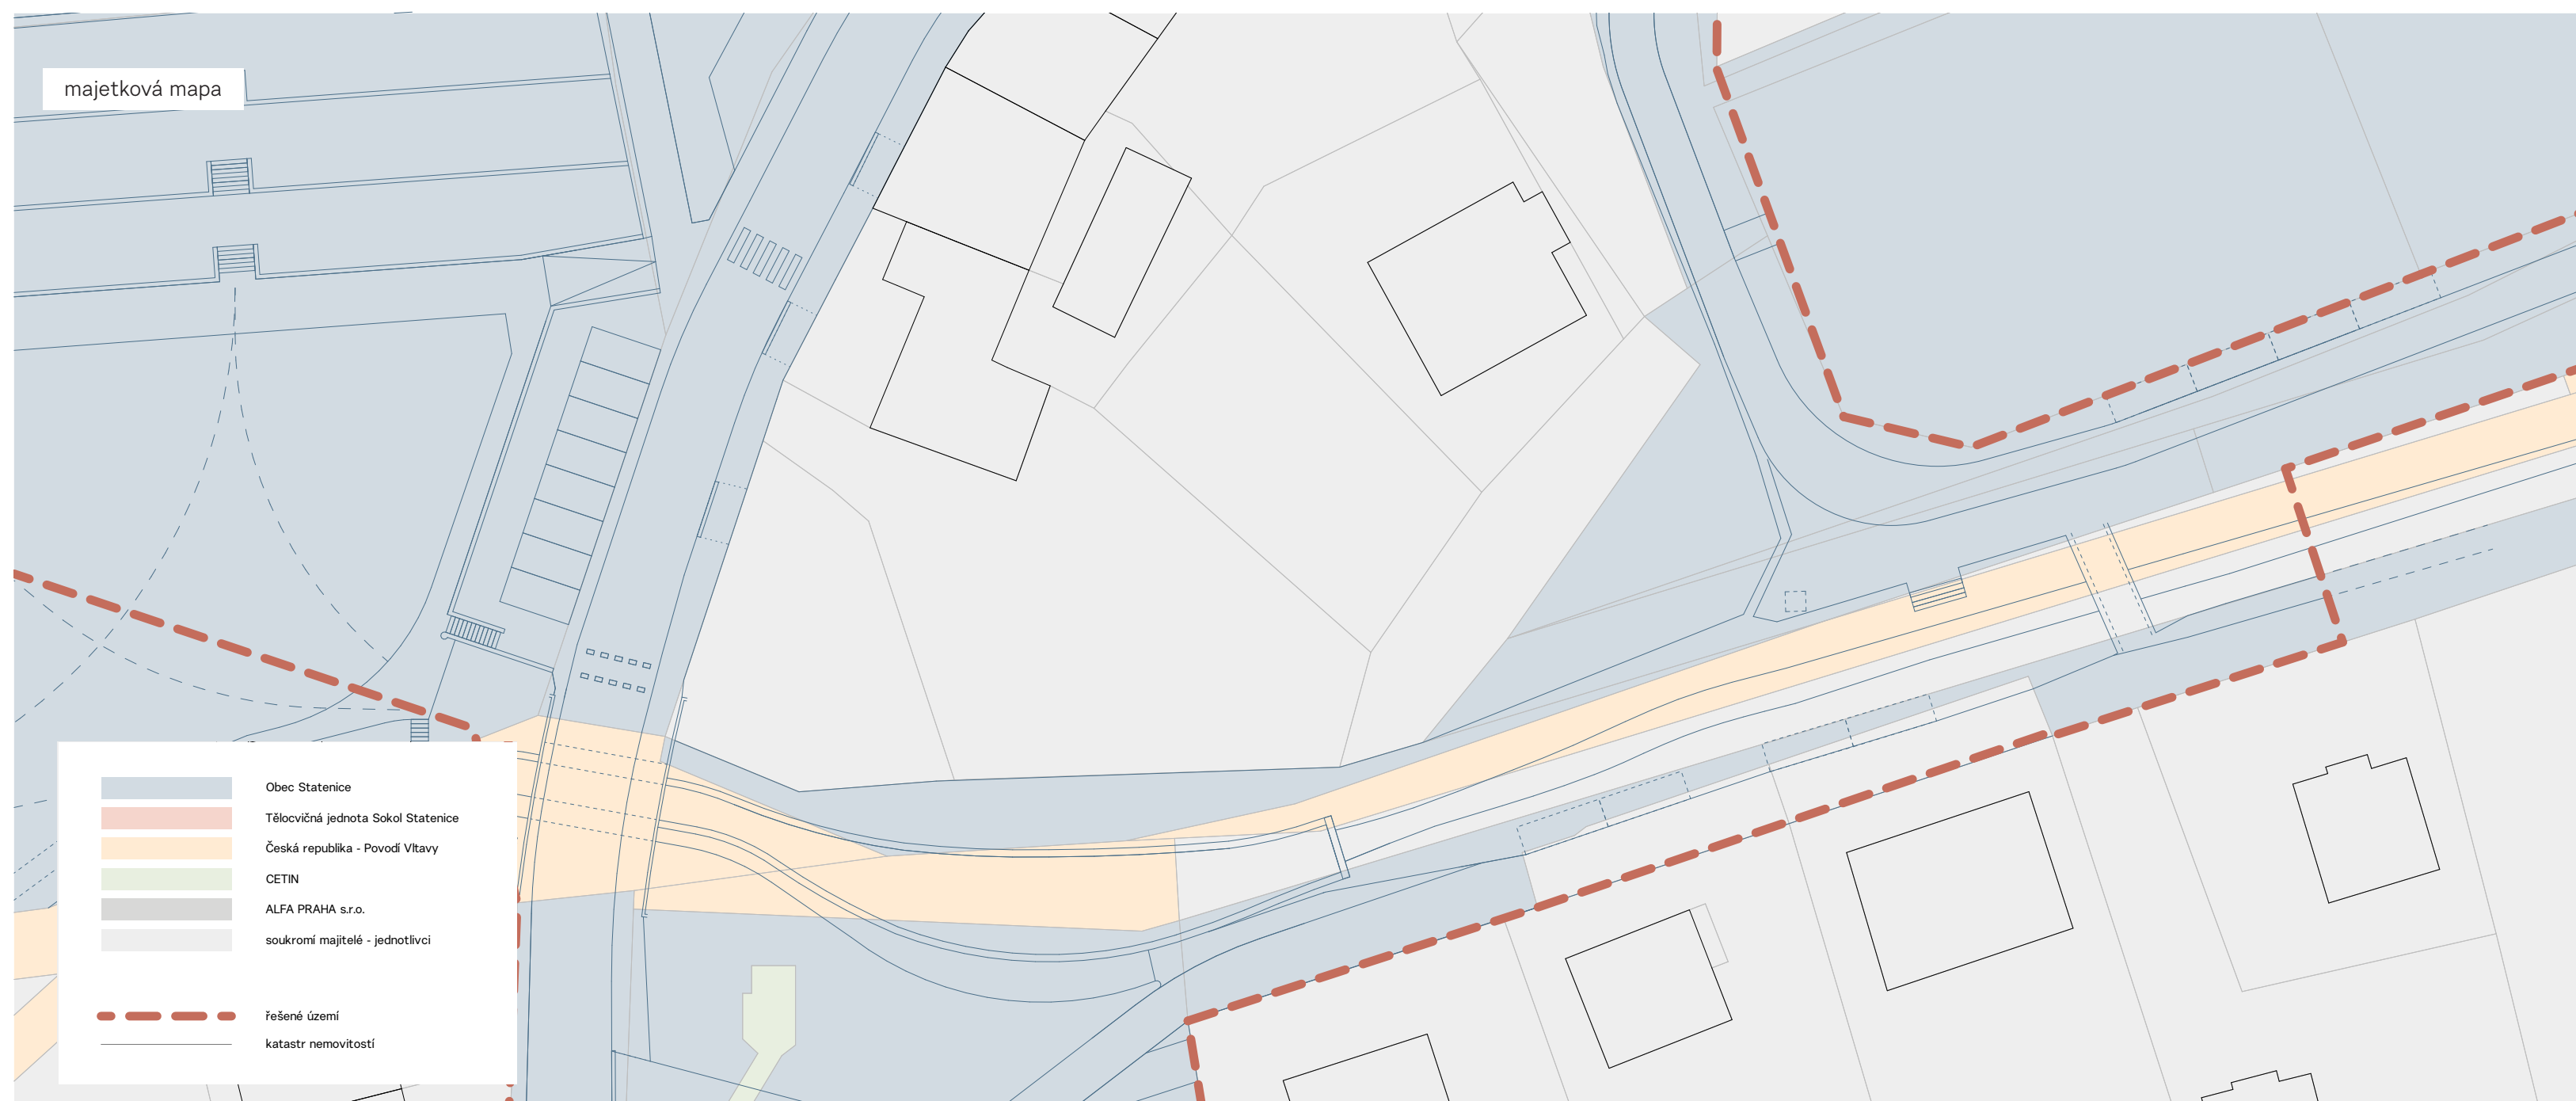 majetková mapa
Obec Statenice
Tělocvičná jednota Sokol Statenice
Česká republika - Povodí Vltavy
CETIN
ALFA PRAHA s.r.o.
soukromí majitelé - jednotlivci
řešené území
katastr nemovitostí